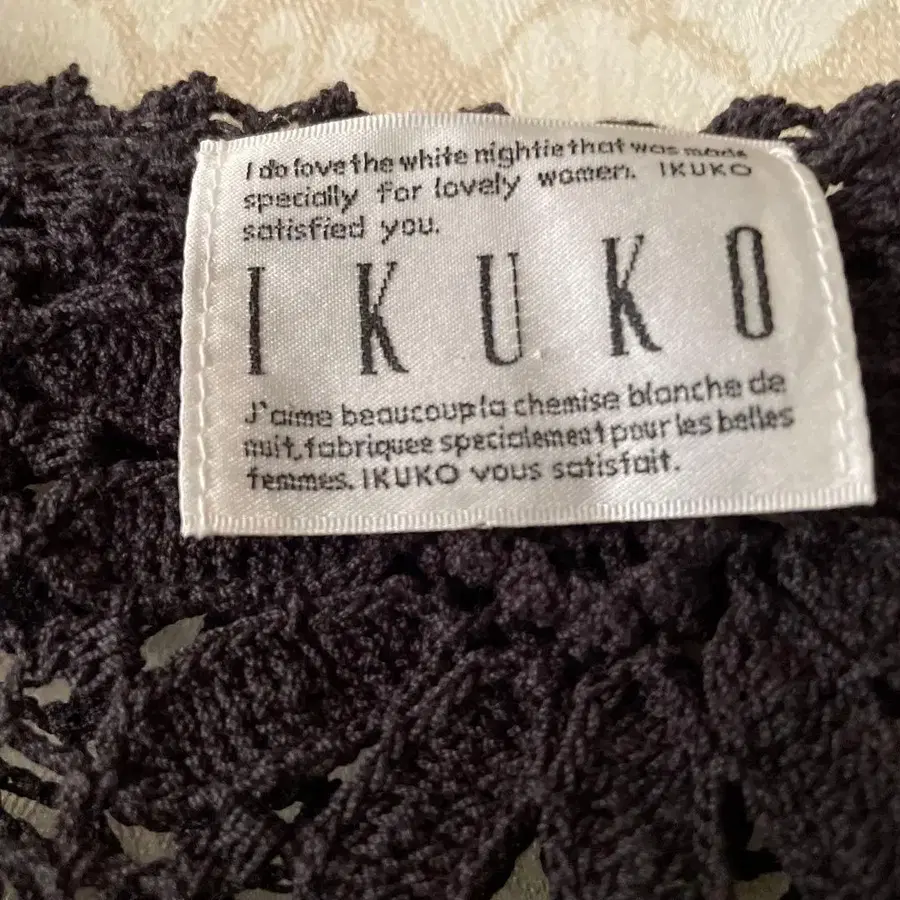 I do love the white nightie that was made
specially for lovely women. IKUKO
satisfied you.
IKUKO
J'aime beaucoup la chemise blanche de
nuit, fabriquee specialement pour les belles
femmes. IKUKO vous satisfait.